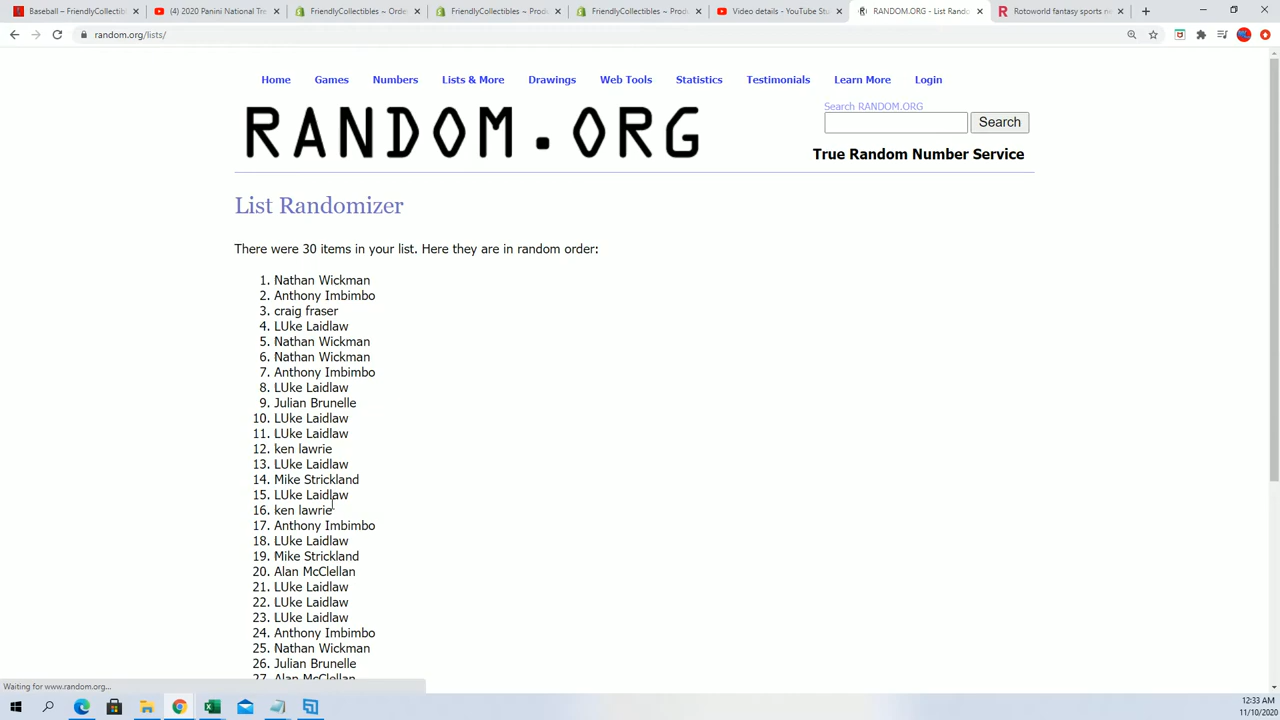 Baseball – FriendlyCollectib
(4) 2020 Panini National Tre
FriendlyCollectibles ~ Order
FriendlyCollectibles ~ Produ
FriendlyCollectibles ~ Produ
Video details - YouTube Stu
RANDOM.ORG - List Rando
Rotoworld fantasy sports ne
random.org/lists/
Home Games Numbers Lists & More Drawings Web Tools Statistics Testimonials Learn More Login
RANDOM.ORG
Search RANDOM.ORG
Search
True Random Number Service
List Randomizer
There were 30 items in your list. Here they are in random order:
1. Nathan Wickman
2. Anthony Imbimbo
3. craig fraser
4. LUke Laidlaw
5. Nathan Wickman
6. Nathan Wickman
7. Anthony Imbimbo
8. LUke Laidlaw
9. Julian Brunelle
10. LUke Laidlaw
11. LUke Laidlaw
12. ken lawrie
13. LUke Laidlaw
14. Mike Strickland
15. LUke Laidlaw
16. ken lawrie
17. Anthony Imbimbo
18. LUke Laidlaw
19. Mike Strickland
20. Alan McClellan
21. LUke Laidlaw
22. LUke Laidlaw
23. LUke Laidlaw
24. Anthony Imbimbo
25. Nathan Wickman
26. Julian Brunelle
27. Alan McClellan
Waiting for www.random.org...
12:33 AM
11/10/2020